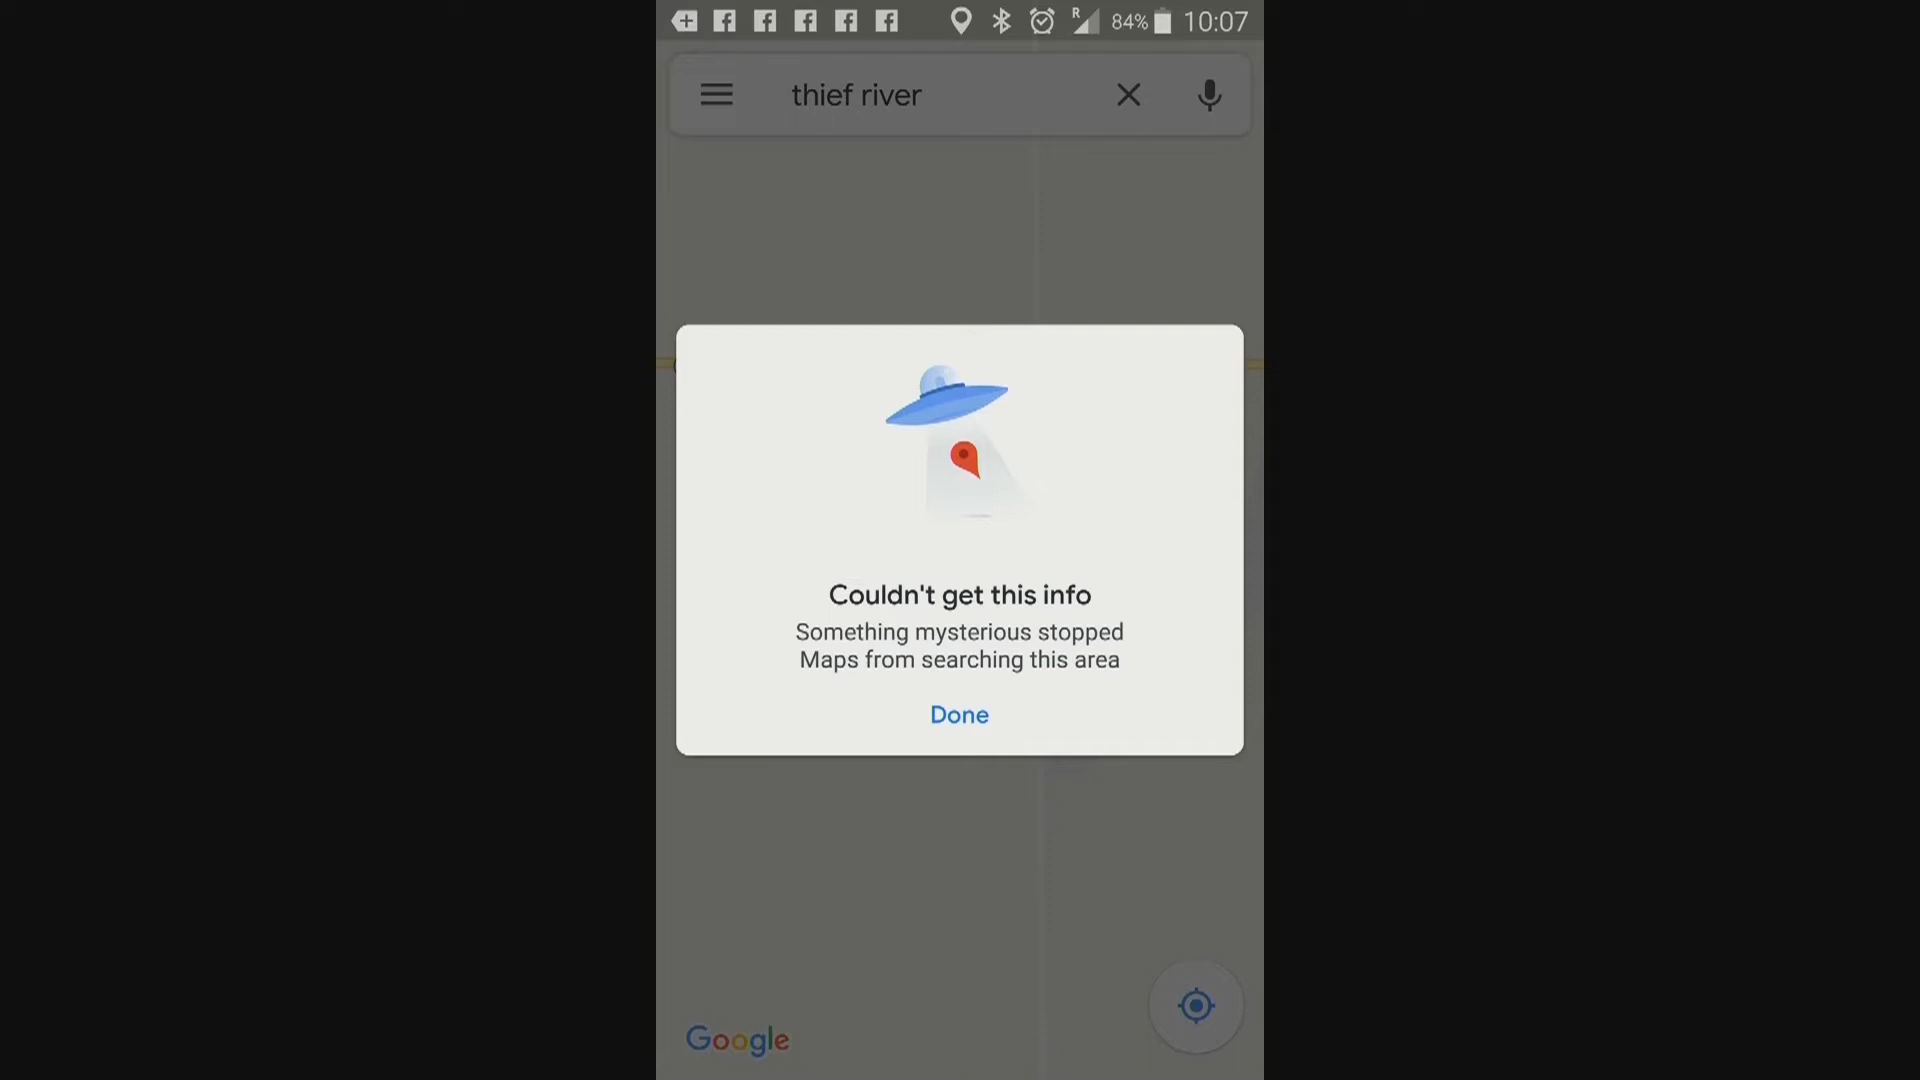 R 84% 10:07
thief river
Couldn't get this info
Something mysterious stopped
Maps from searching this area
Done
Google